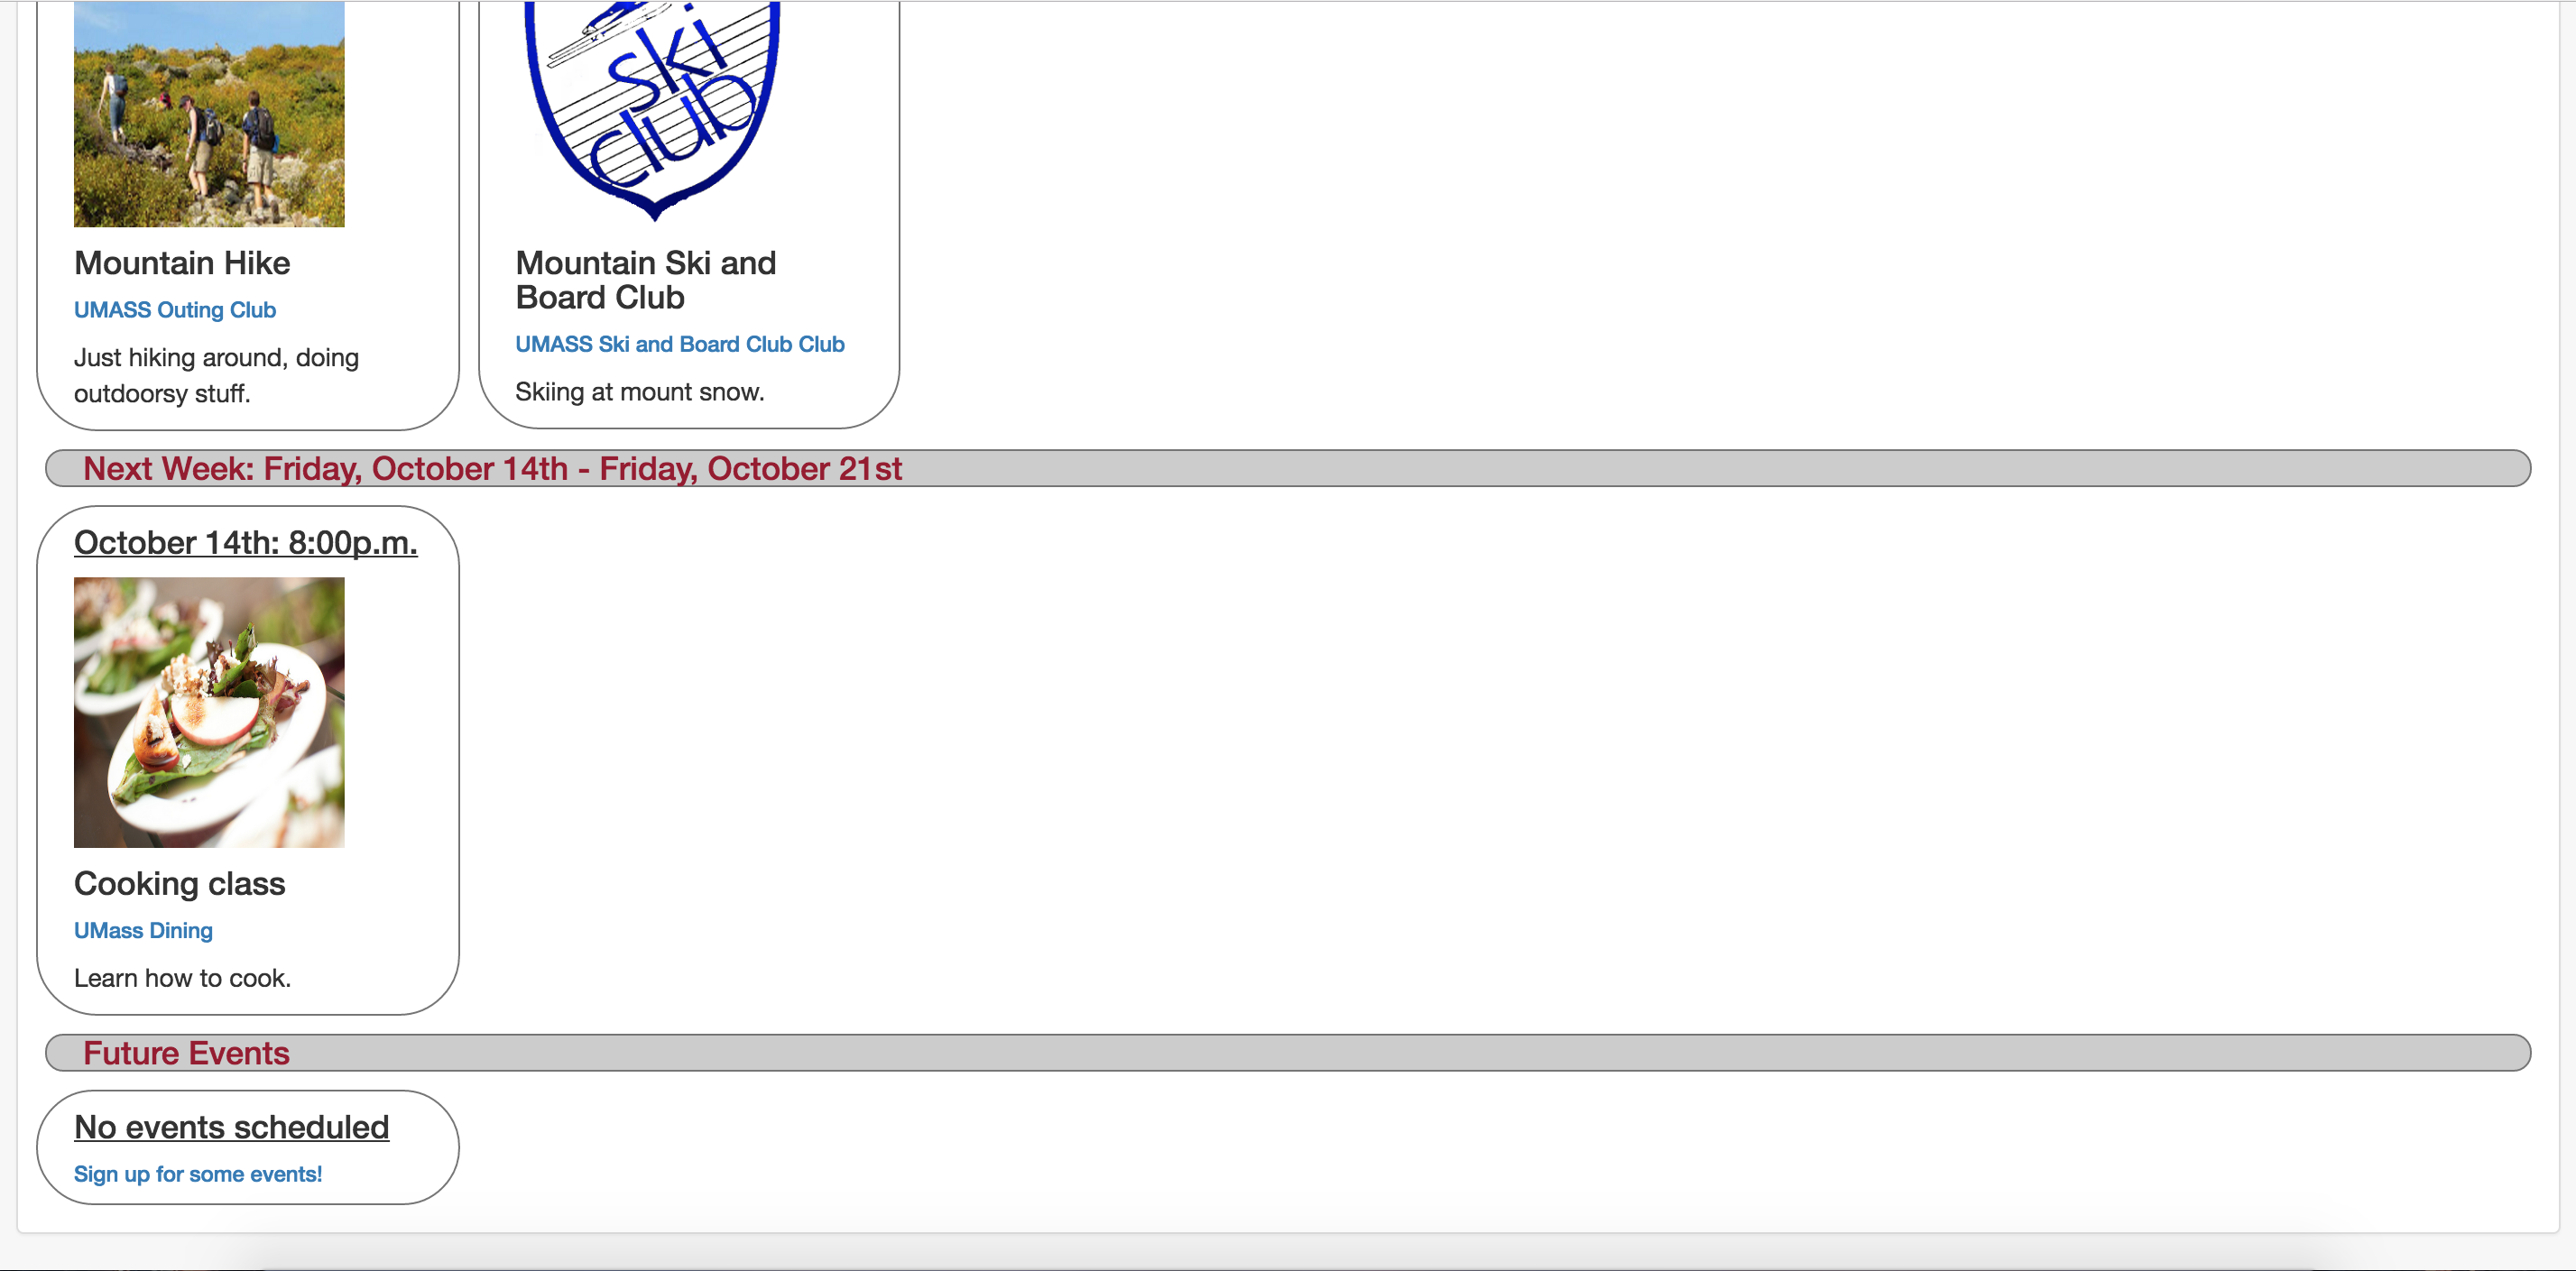 ski
club
Mountain Hike
UMASS Outing Club
Just hiking around, doing
outdoorsy stuff.
Mountain Ski and
Board Club
UMASS Ski and Board Club Club
Skiing at mount snow.
Next Week: Friday, October 14th - Friday, October 21st
October 14th: 8:00p.m.
Cooking class
UMass Dining
Learn how to cook.
Future Events
No events scheduled
Sign up for some events!